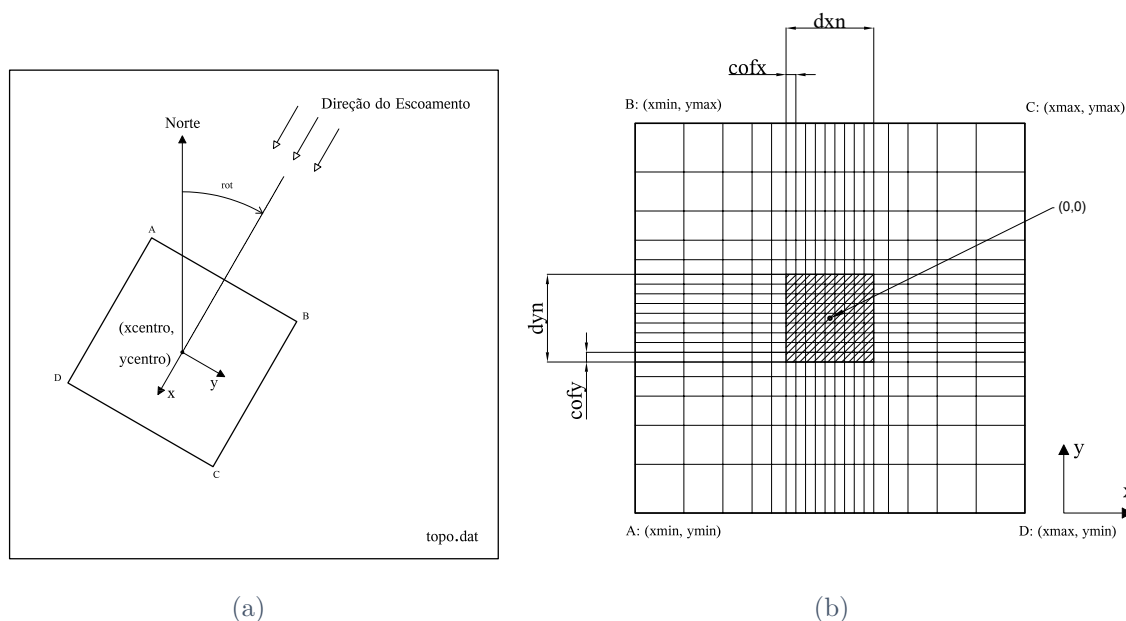 Direção do Escoamento
Norte
rot
A
B
(xcentro,
ycentro)
y
x
D
C
topo.dat
(a)
dxn
cofx
B: (xmin, ymax)
C: (xmax, ymax)
(0,0)
dyn
cofy
y
x
A: (xmin, ymin)
D: (xmax, ymin)
(b)